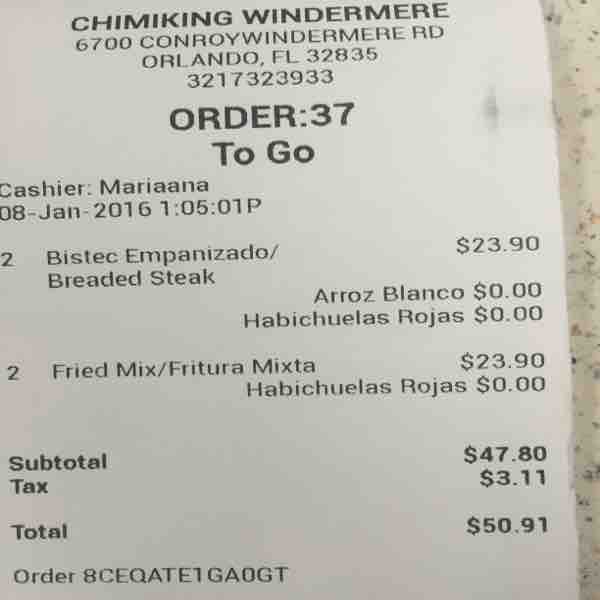 CHIMIKING WINDERMERE
6700 CONROYWINDERMERE RD
ORLANDO, FL 32835
3217323933
ORDER:37
To Go
Cashier: Mariaana
08-Jan-2016 1:05:01P
2 Bistec Empanizado/ $23.90
Breaded Steak
Arroz Blanco $0.00
Habichuelas Rojas $0.00
2 Fried Mix/Fritura Mixta $23.90
Habichuelas Rojas $0.00
Subtotal $47.80
Tax $3.11
Total $50.91
Order 8CEQATE1GA0GT